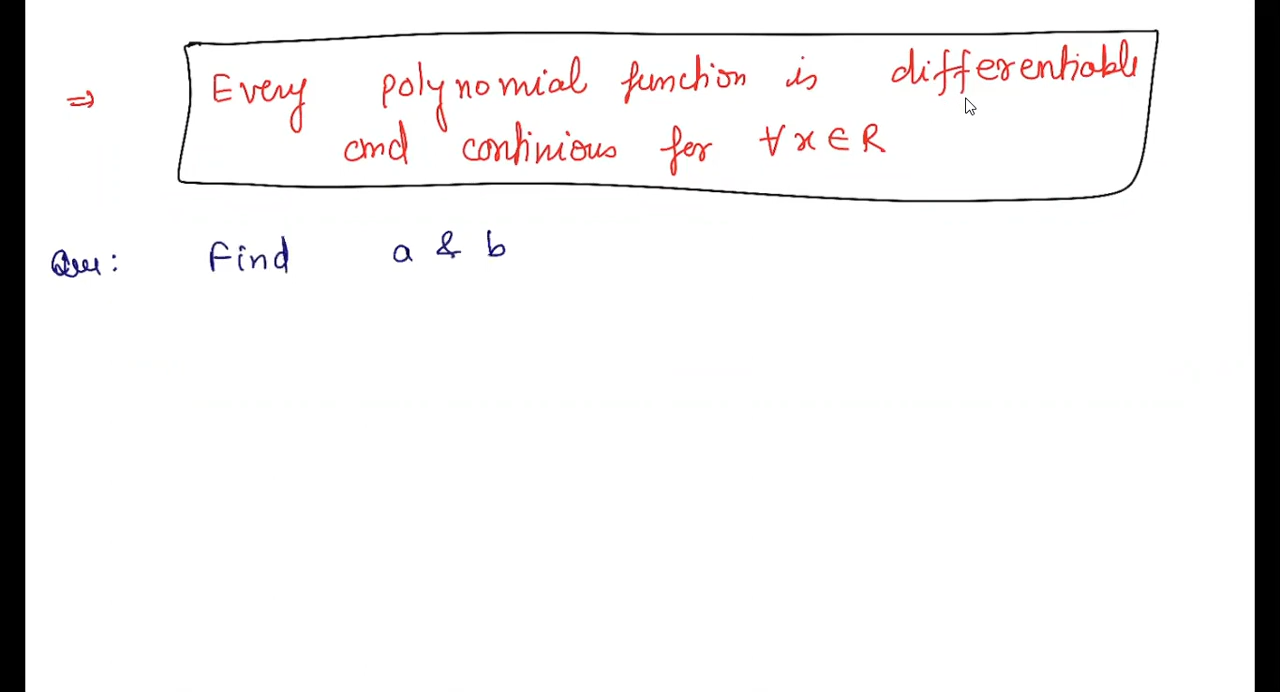 ⇒ Every polynomial function is differentiable
and continious for ∀ x ∈ R
Que: Find a & b